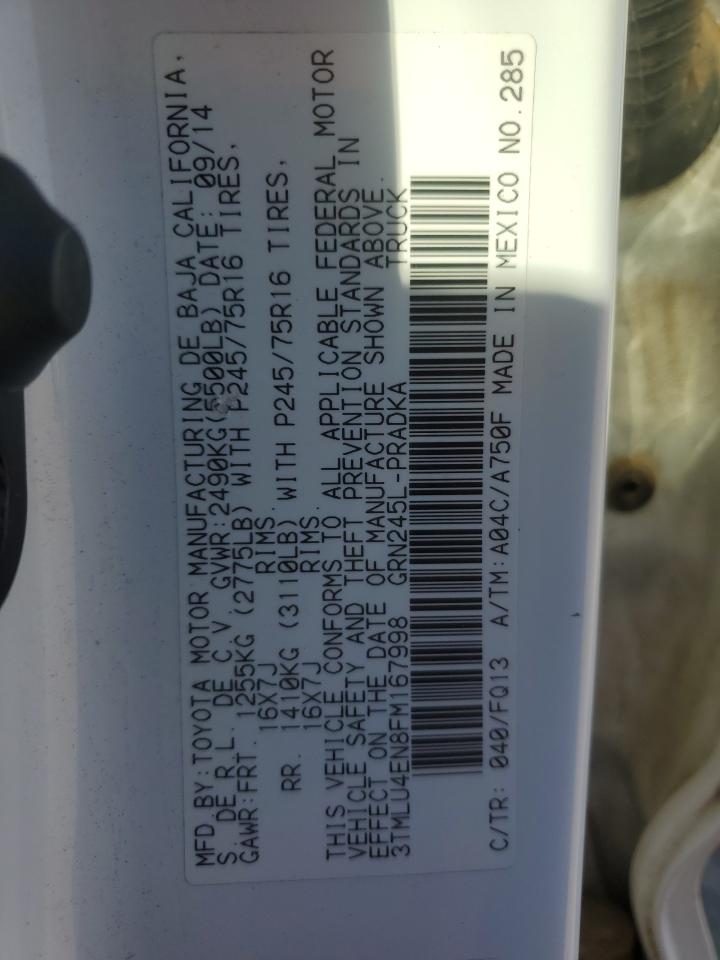 MFD.BY:TOYOTA MOTOR MANUFACTURING DE BAJA CALIFORNIA,
S. DE R.L. DE C.V. GVWR:2490KG(5500LB) DATE: 09/14
GAWR:FRT. 1255KG (2775LB) WITH P245/75R16 TIRES,
16X7J RIMS.
RR. 1410KG (3110LB) WITH P245/75R16 TIRES,
16X7J RIMS.
THIS VEHICLE CONFORMS TO ALL APPLICABLE FEDERAL MOTOR
VEHICLE SAFETY AND THEFT PREVENTION STANDARDS IN
EFFECT ON THE DATE OF MANUFACTURE SHOWN ABOVE.
3TMLU4EN8FM167998 GRN245L-PRADKA TRUCK
C/TR: 040/FQ13 A/TM:A04C/A750F MADE IN MEXICO NO.285